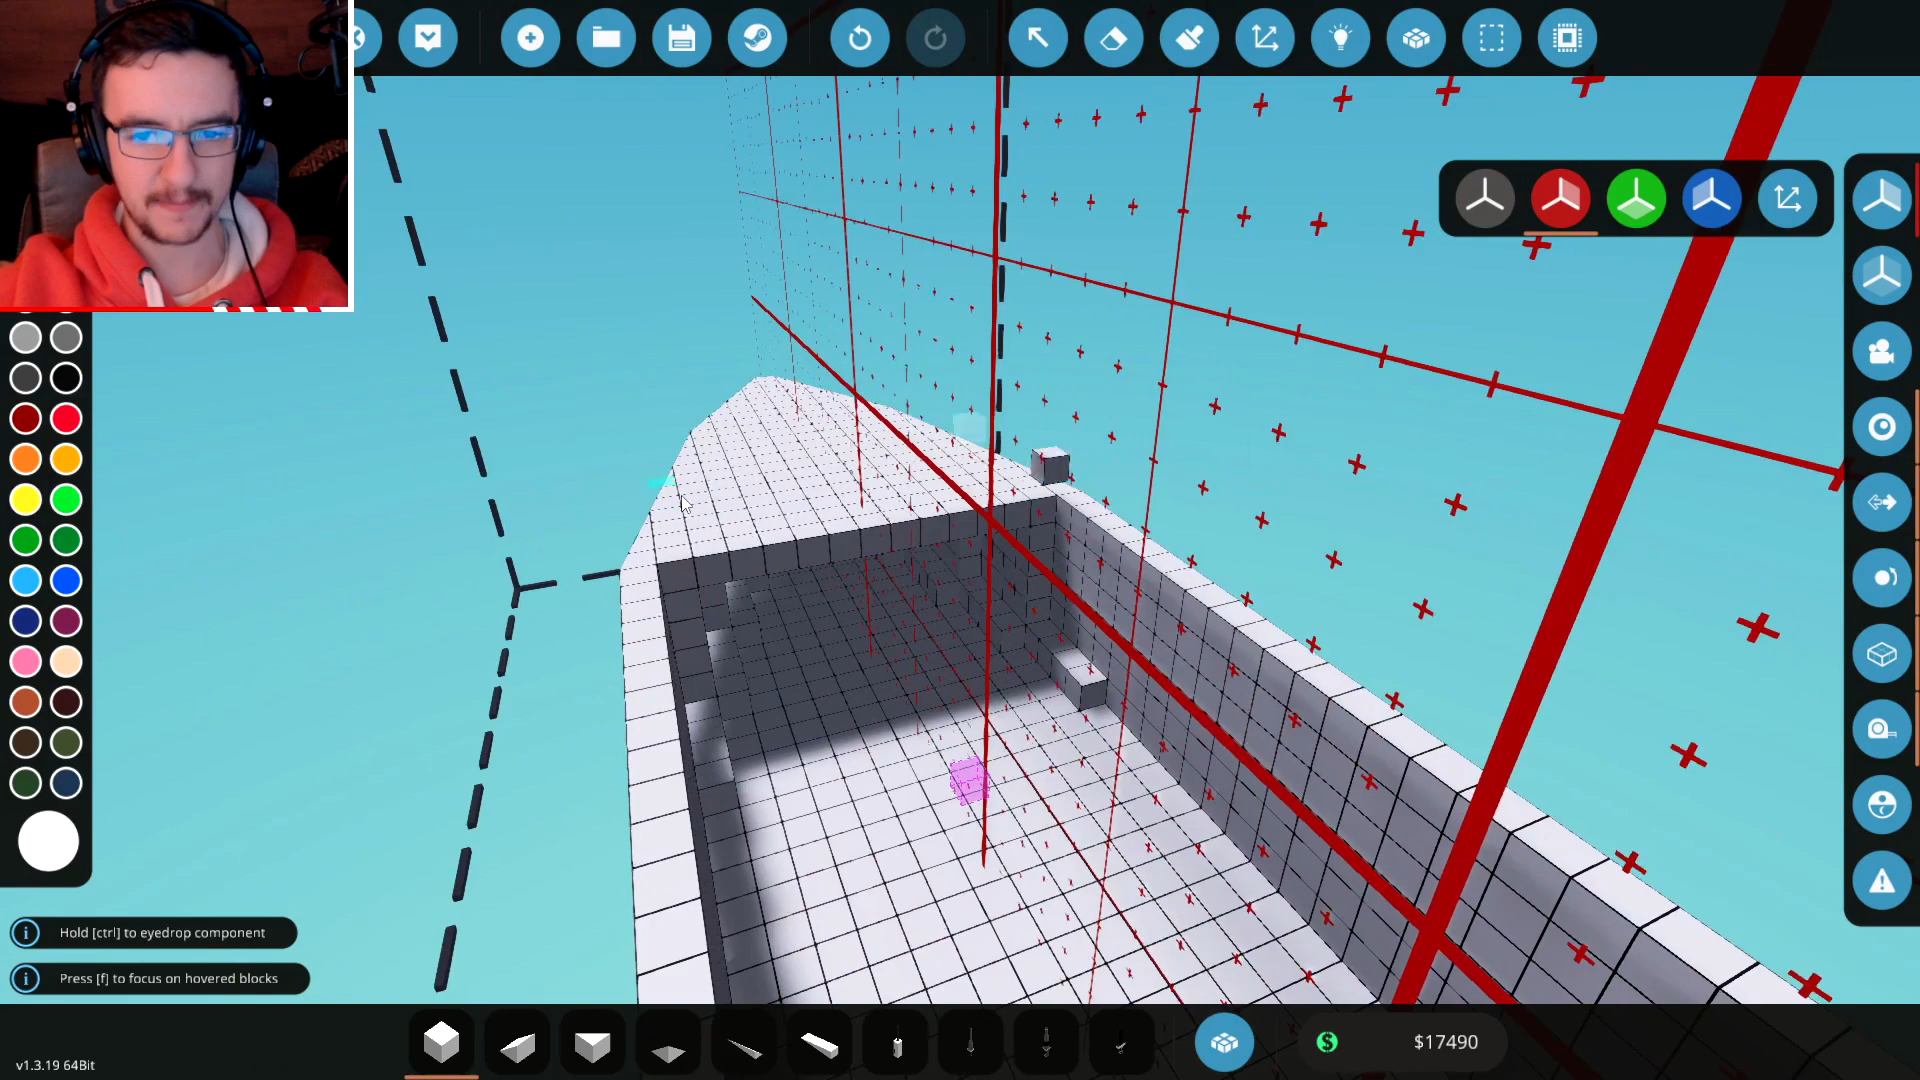 Hold [ctrl] to eyedrop component
Press [f] to focus on hovered blocks
v1.3.19 64Bit
$ $17490